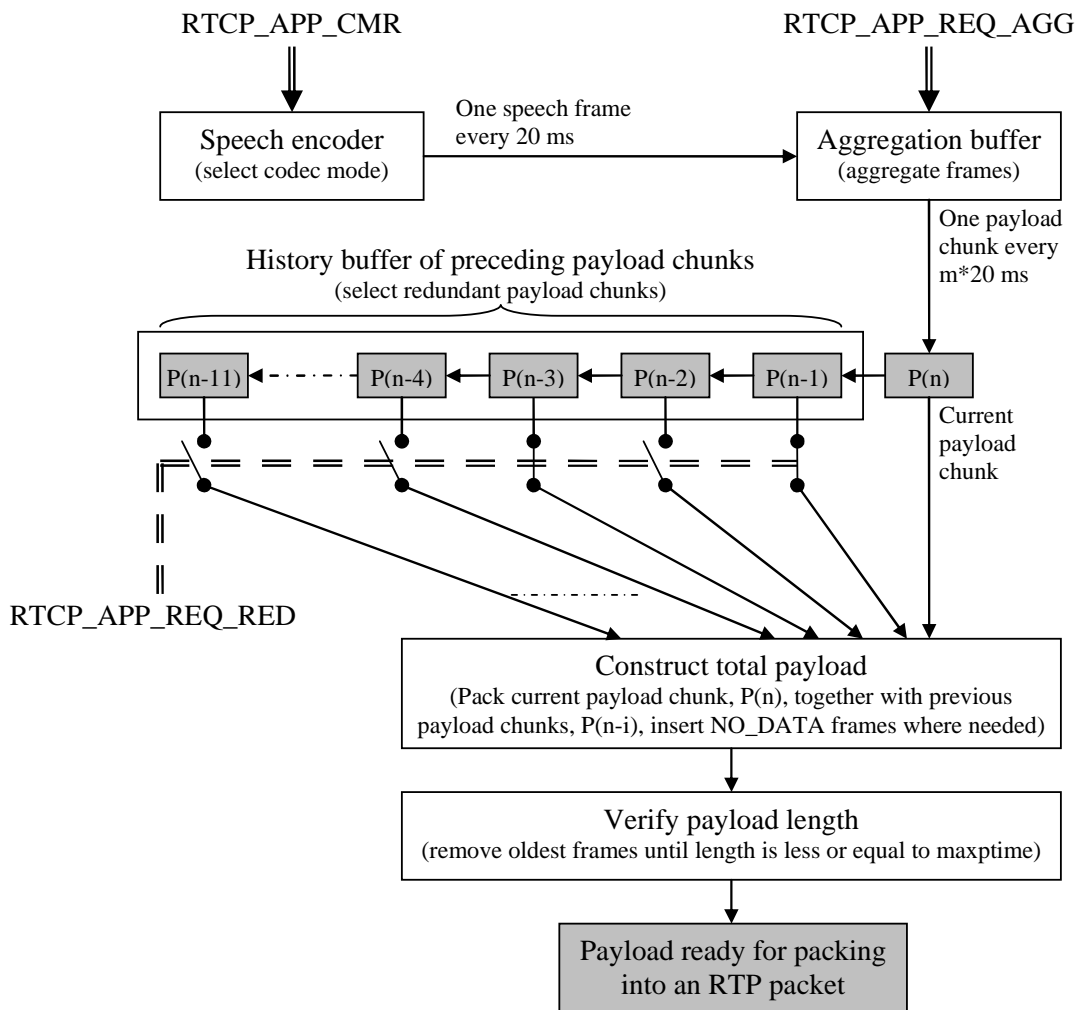 RTCP_APP_CMR
RTCP_APP_REQ_AGG
One speech frame
every 20 ms
Speech encoder
(select codec mode)
Aggregation buffer
(aggregate frames)
One payload
chunk every
m*20 ms
History buffer of preceding payload chunks
(select redundant payload chunks)
P(n-11)
P(n-4)
P(n-3)
P(n-2)
P(n-1)
P(n)
Current
payload
chunk
RTCP_APP_REQ_RED
Construct total payload
(Pack current payload chunk, P(n), together with previous
payload chunks, P(n-i), insert NO_DATA frames where needed)
Verify payload length
(remove oldest frames until length is less or equal to maxptime)
Payload ready for packing
into an RTP packet